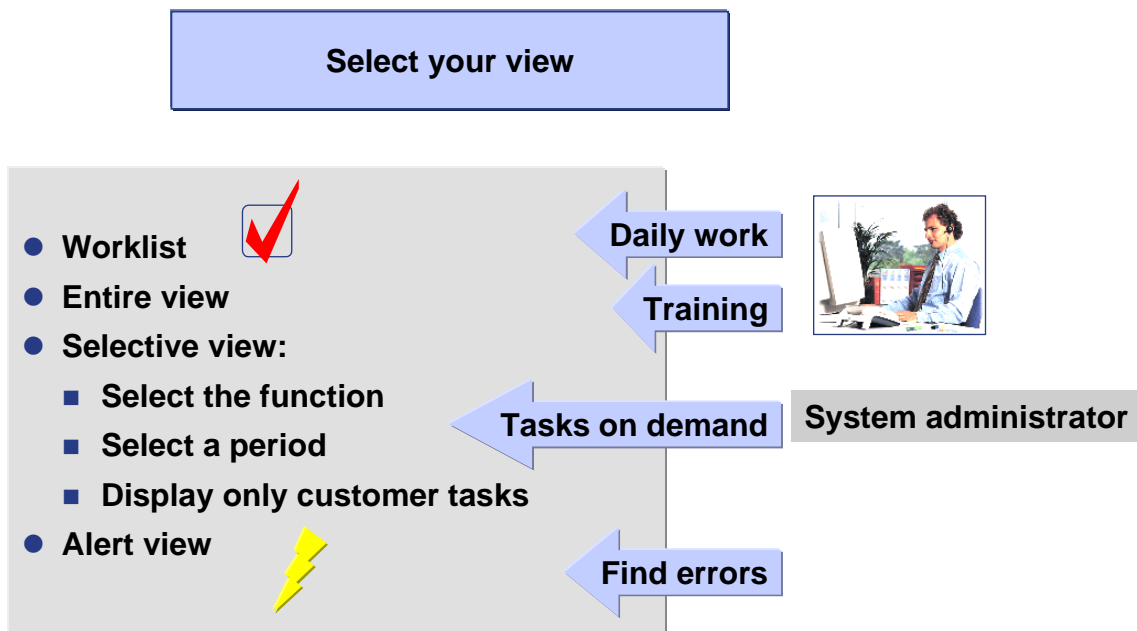 Select your view
Worklist
Daily work
Entire view
Training
Selective view:
Select the function
Select a period
Tasks on demand
System administrator
Display only customer tasks
Alert view
Find errors